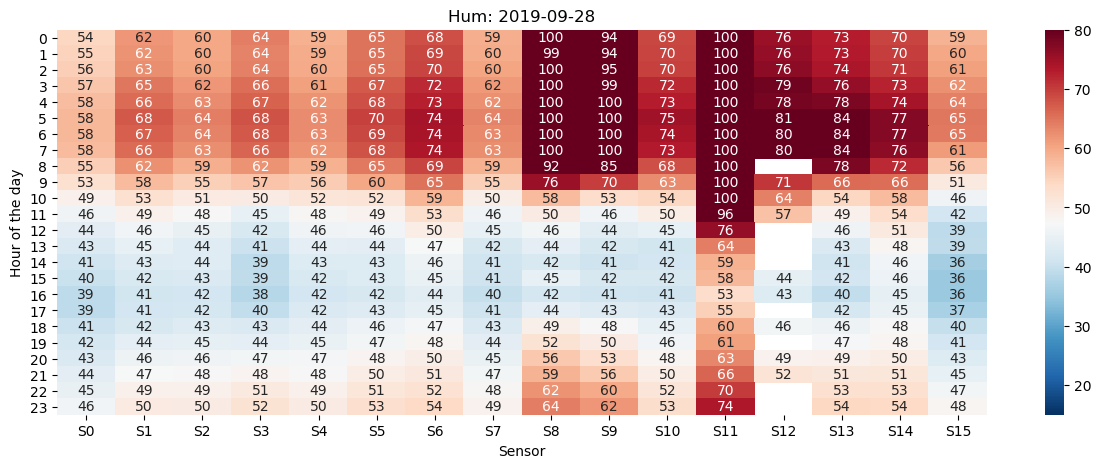 Hum: 2019-09-28
0 54 62 60 64 59 65 68 59 100 94 69 100 76 73 70 59
1 55 62 60 64 59 65 69 60 99 94 70 100 76 73 70 60
2 56 63 60 64 60 65 70 60 100 95 70 100 76 74 71 61
3 57 65 62 66 61 67 72 62 100 99 72 100 79 76 73 62
4 58 66 63 67 62 68 73 62 100 100 73 100 78 78 74 64
5 58 68 64 68 63 70 74 64 100 100 75 100 81 84 77 65
6 58 67 64 68 63 69 74 63 100 100 74 100 80 84 77 65
7 58 66 63 66 62 68 74 63 100 100 73 100 80 84 76 61
8 55 62 59 62 59 65 69 59 92 85 68 100 78 72 56
9 53 58 55 57 56 60 65 55 76 70 63 100 71 66 66 51
10 49 53 51 50 52 52 59 50 58 53 54 100 64 54 58 46
11 46 49 48 45 48 49 53 46 50 46 50 96 57 49 54 42
12 44 46 45 42 46 46 50 45 46 44 45 76 46 51 39
13 43 45 44 41 44 44 47 42 44 42 41 64 43 48 39
14 41 43 44 39 43 43 46 41 42 41 42 59 41 46 36
15 40 42 43 39 42 43 45 41 45 42 42 58 44 42 46 36
16 39 41 42 38 42 42 44 40 42 41 41 53 43 40 45 36
17 39 41 42 40 42 43 45 41 44 43 43 55 42 45 37
18 41 42 43 43 44 46 47 43 49 48 45 60 46 46 48 40
19 42 44 45 44 45 47 48 44 52 50 46 61 47 48 41
20 43 46 46 47 47 48 50 45 56 53 48 63 49 49 50 43
21 44 47 48 48 48 50 51 47 59 56 50 66 52 51 51 45
22 45 49 49 51 49 51 52 48 62 60 52 70 53 53 47
23 46 50 50 52 50 53 54 49 64 62 53 74 54 54 48
S0 S1 S2 S3 S4 S5 S6 S7 S8 S9 S10 S11 S12 S13 S14 S15
Sensor
Hour of the day
80
70
60
50
40
30
20